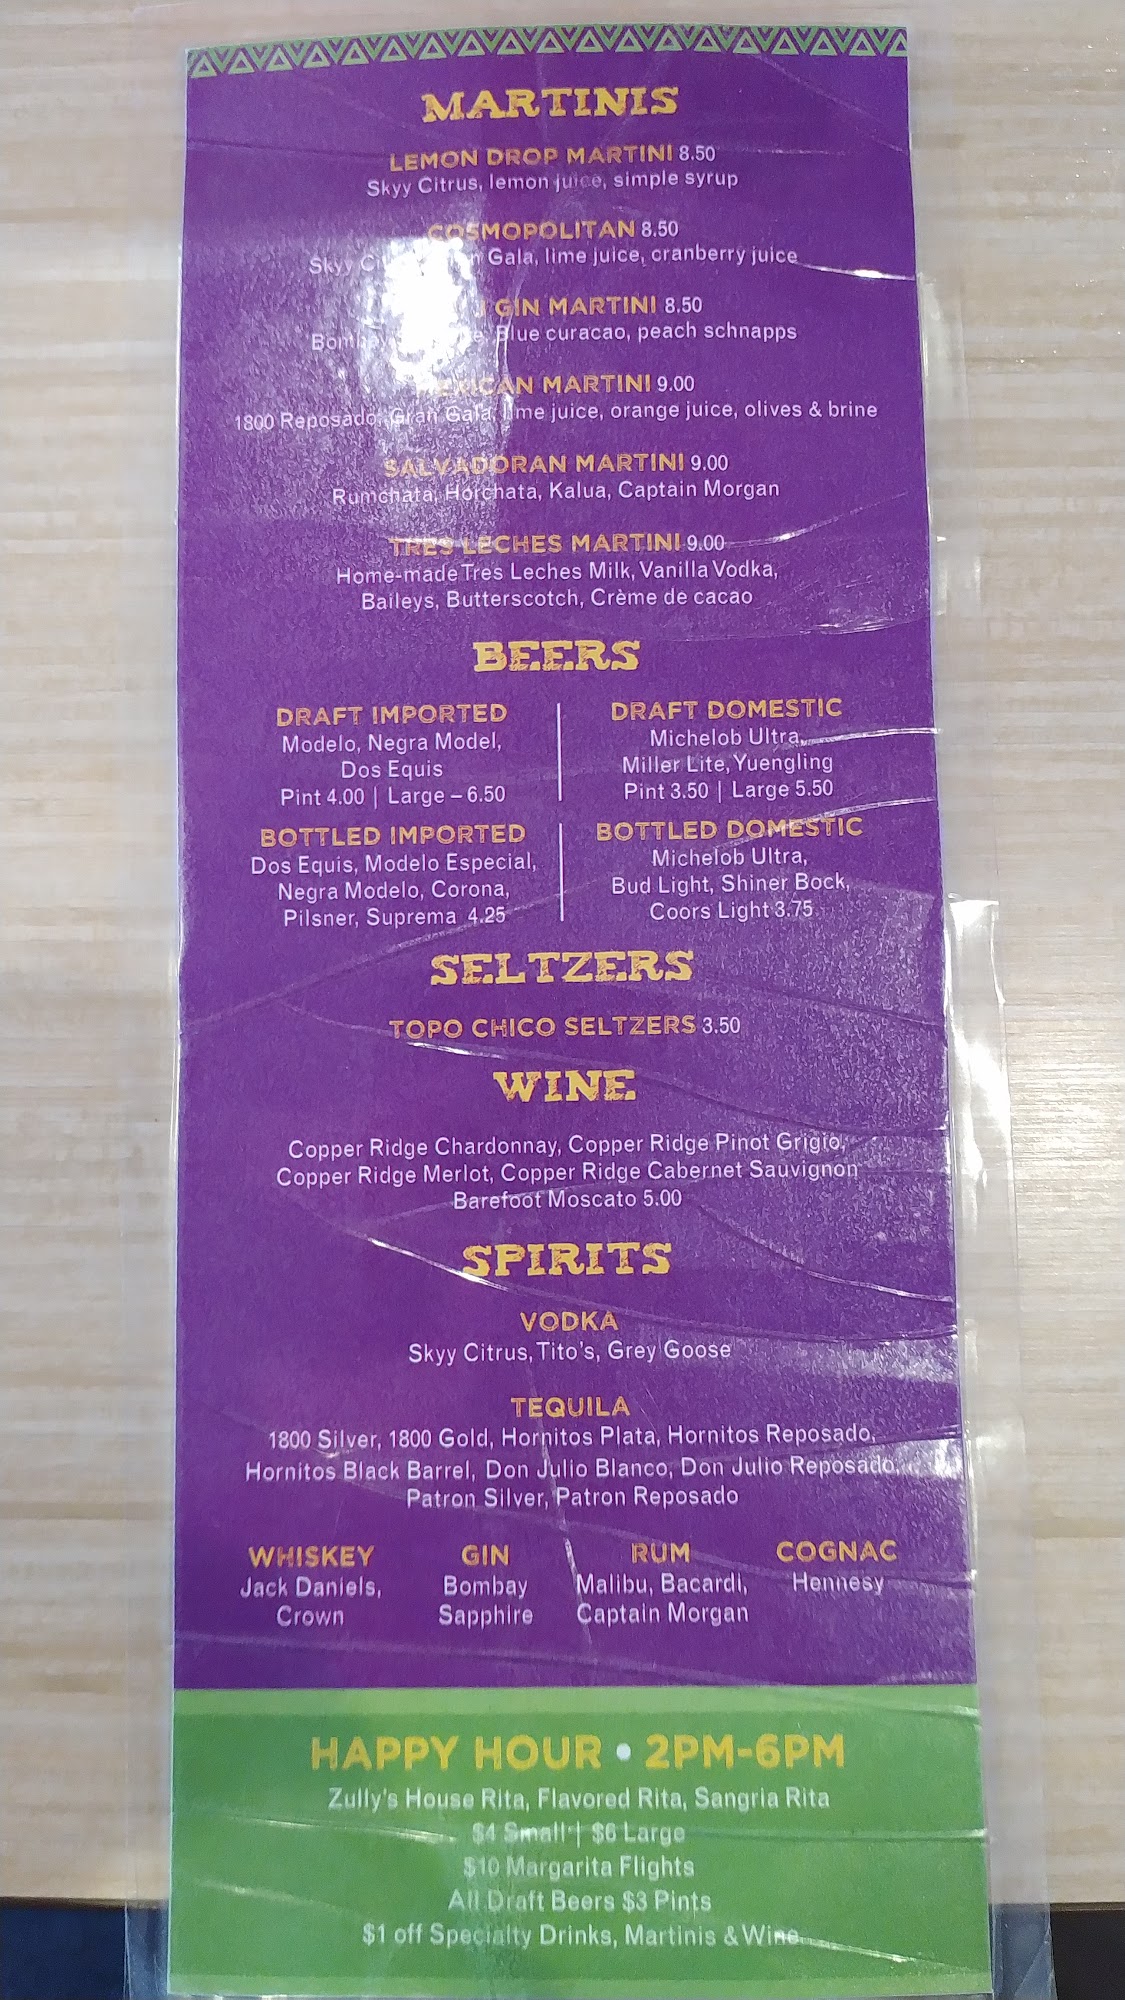 MARTINIS
LEMON DROP MARTINI 8.50
Skyy Citrus, lemon juice, simple syrup
COSMOPOLITAN 8.50
Skyy Gala, lime juice, cranberry juice
GIN MARTINI 8.50
Blue curacao, peach schnapps
MEXICAN MARTINI 9.00
1800 Reposado, Gran Gala, lime juice, orange juice, olives & brine
SALVADORAN MARTINI 9.00
Rumchata, Horchata, Kalua, Captain Morgan
TRES LECHES MARTINI 9.00
Home-made Tres Leches Milk, Vanilla Vodka,
Baileys, Butterscotch, Crème de cacao
BEERS
DRAFT IMPORTED
Modelo, Negra Model,
Dos Equis
Pint 4.00 | Large – 6.50
DRAFT DOMESTIC
Michelob Ultra,
Miller Lite, Yuengling
Pint 3.50 | Large 5.50
BOTTLED IMPORTED
Dos Equis, Modelo Especial,
Negra Modelo, Corona,
Pilsner, Suprema 4.25
BOTTLED DOMESTIC
Michelob Ultra,
Bud Light, Shiner Bock,
Coors Light 3.75
SELTZERS
TOPO CHICO SELTZERS 3.50
WINE
Copper Ridge Chardonnay, Copper Ridge Pinot Grigio,
Copper Ridge Merlot, Copper Ridge Cabernet Sauvignon
Barefoot Moscato 5.00
SPIRITS
VODKA
Skyy Citrus, Tito's, Grey Goose
TEQUILA
1800 Silver, 1800 Gold, Hornitos Plata, Hornitos Reposado,
Hornitos Black Barrel, Don Julio Blanco, Don Julio Reposado,
Patron Silver, Patron Reposado
WHISKEY
Jack Daniels,
Crown
GIN
Bombay
Sapphire
RUM
Malibu, Bacardi,
Captain Morgan
COGNAC
Hennesy
HAPPY HOUR • 2PM-6PM
Zully's House Rita, Flavored Rita, Sangria Rita
$4 Small | $6 Large
$10 Margarita Flights
All Draft Beers $3 Pints
$1 off Specialty Drinks, Martinis & Wine